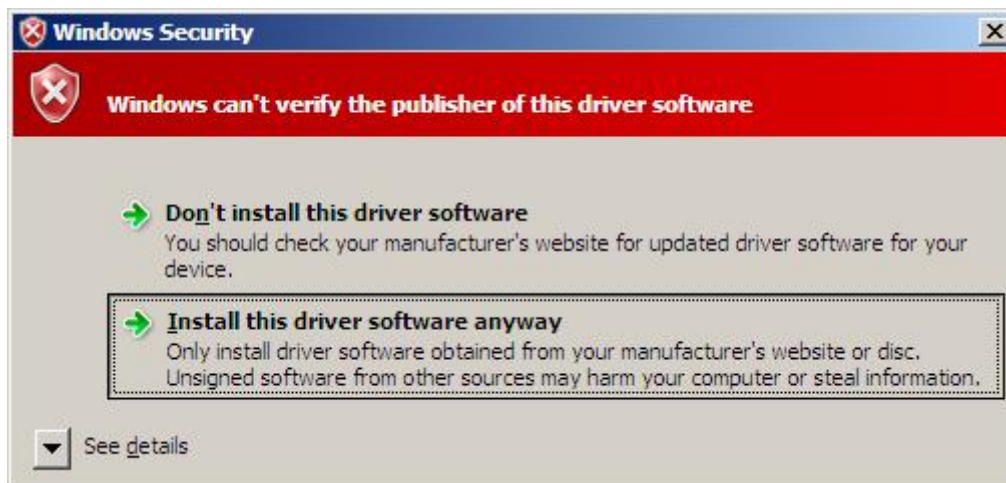 Windows Security
Windows can't verify the publisher of this driver software
Don't install this driver software
You should check your manufacturer's website for updated driver software for your
device.
Install this driver software anyway
Only install driver software obtained from your manufacturer's website or disc.
Unsigned software from other sources may harm your computer or steal information.
See details